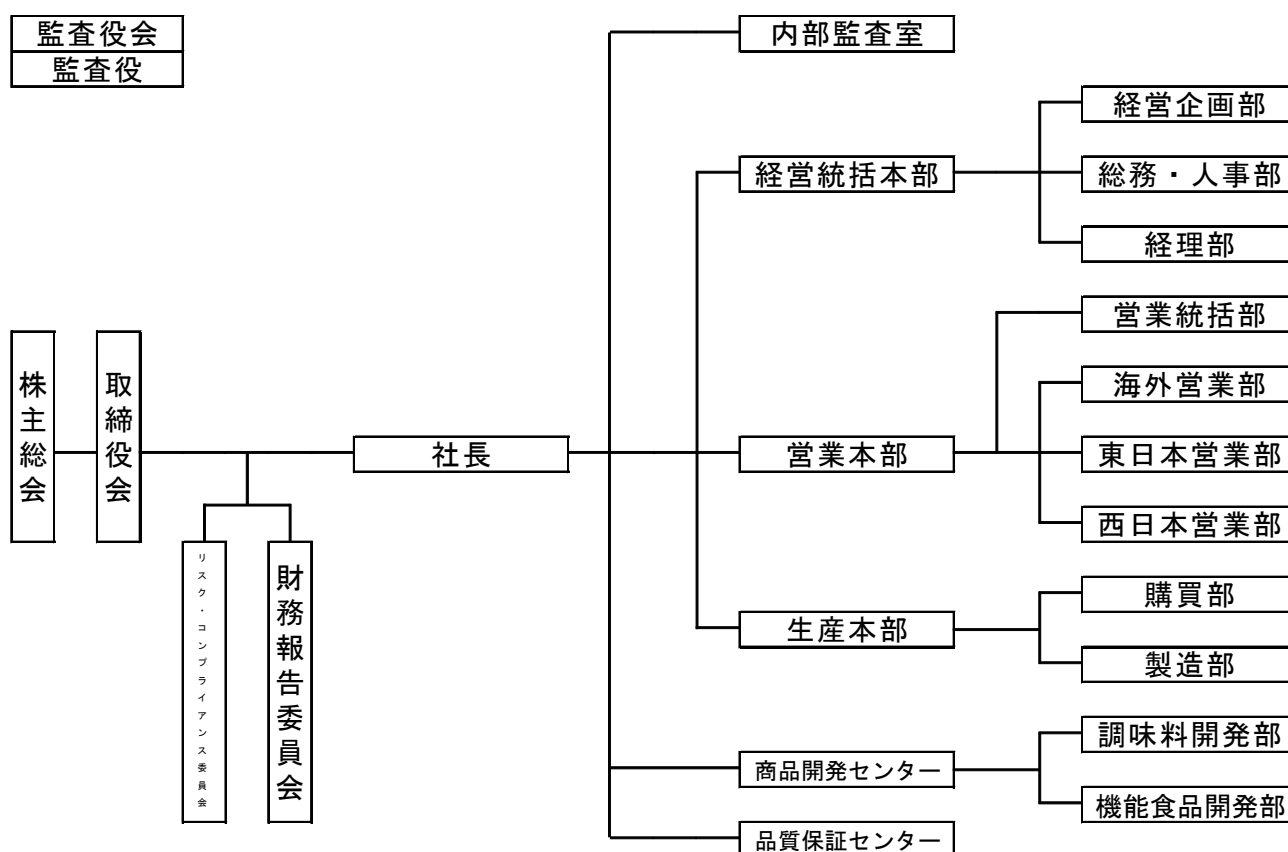 監査役会
監査役
内部監査室
経営企画部
経営統括本部
総務・人事部
経理部
営業統括部
海外営業部
株主総会
取締役会
社長
営業本部
東日本営業部
西日本営業部
リスク・コンプライアンス委員会
財務報告委員会
購買部
生産本部
製造部
調味料開発部
商品開発センター
機能食品開発部
品質保証センター